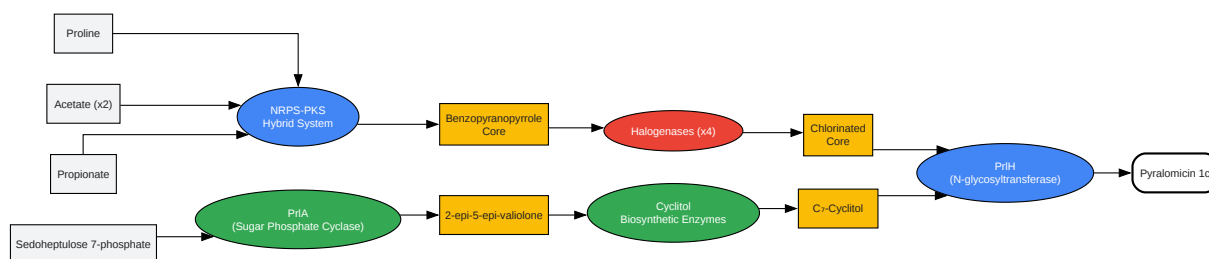 Proline
Acetate (x2)
Propionate
NRPS-PKS
Hybrid System
Benzopyranopyrrole
Core
Halogenases (x4)
Chlorinated
Core
PrlH
(N-glycosyltransferase)
Pyralomicin 1c
Sedoheptulose 7-phosphate
PrlA
(Sugar Phosphate Cyclase)
2-epi-5-epi-valiolone
Cyclitol
Biosynthetic Enzymes
C₇-Cyclitol